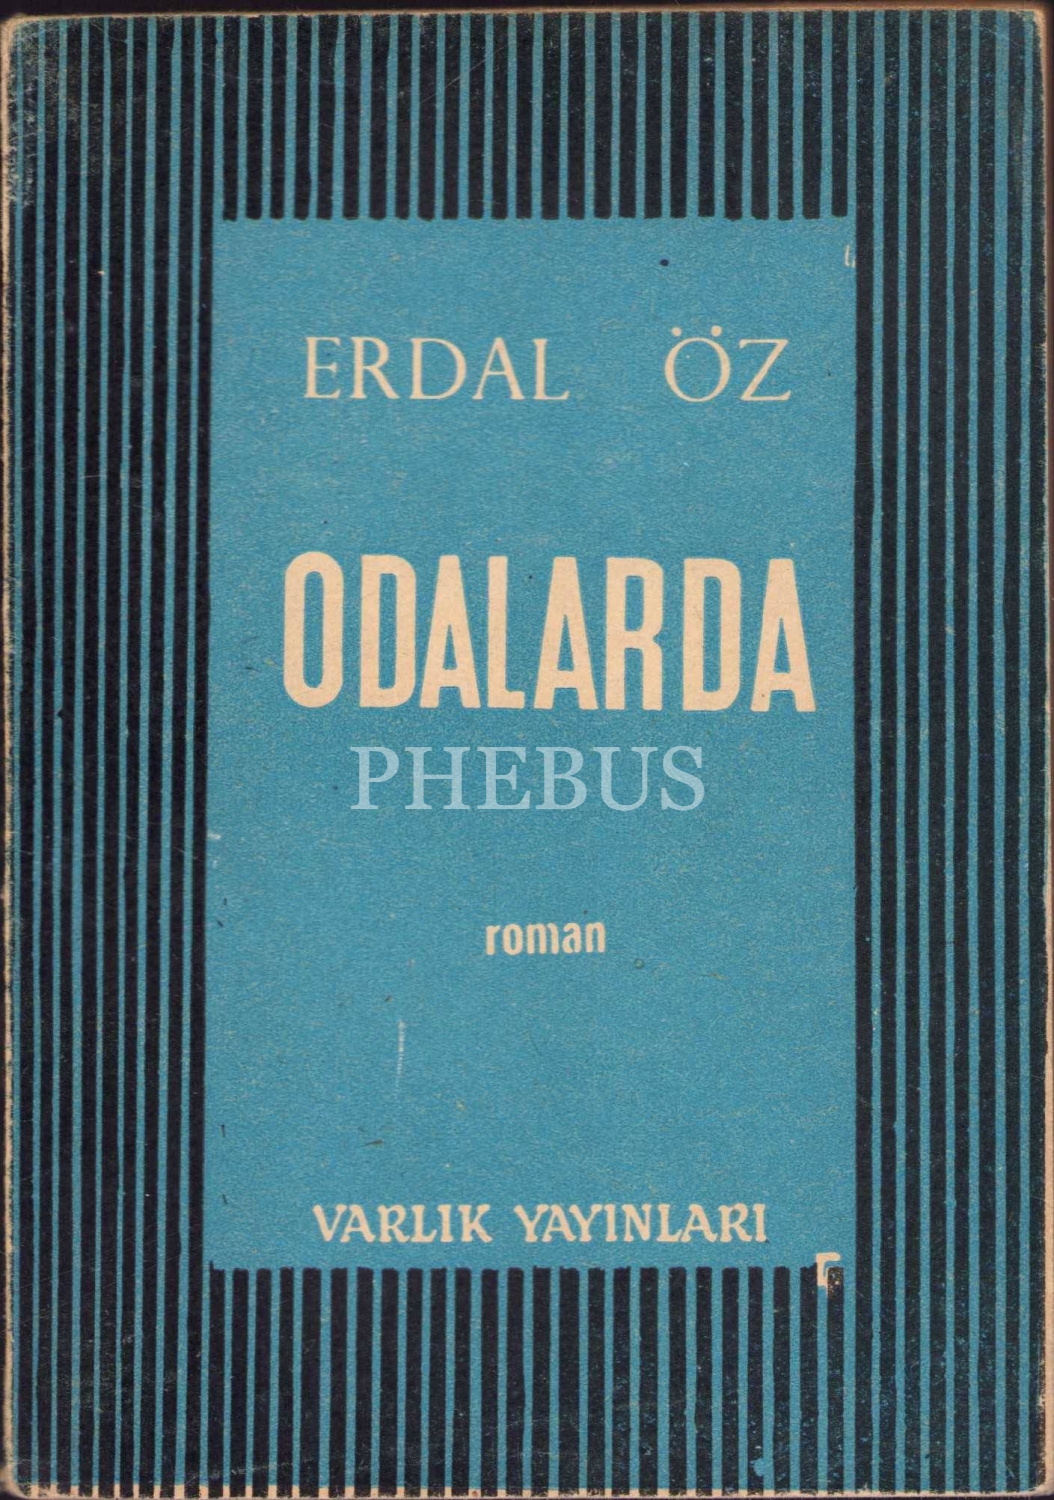 ERDAL ÖZ
ODALARDA
PHEBUS
roman
VARLIK YAYINLARI